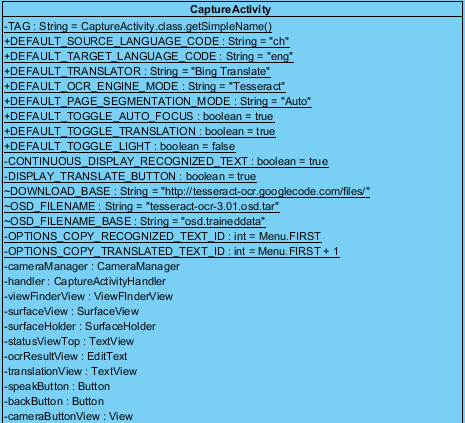 CaptureActivity
-TAG : String = CaptureActivity.class.getSimpleName()
+DEFAULT_SOURCE_LANGUAGE_CODE : String = "ch"
+DEFAULT_TARGET_LANGUAGE_CODE : String = "eng"
+DEFAULT_TRANSLATOR : String = "Bing Translate"
+DEFAULT_OCR_ENGINE_MODE : String = "Tesseract"
+DEFAULT_PAGE_SEGMENTATION_MODE : String = "Auto"
+DEFAULT_TOGGLE_AUTO_FOCUS : boolean = true
+DEFAULT_TOGGLE_TRANSLATION : boolean = true
+DEFAULT_TOGGLE_LIGHT : boolean = false
-CONTINUOUS_DISPLAY_RECOGNIZED_TEXT : boolean = true
-DISPLAY_TRANSLATE_BUTTON : boolean = true
~DOWNLOAD_BASE : String = "http://tesseract-ocr.googlecode.com/files/"
~OSD_FILENAME : String = "tesseract-ocr-3.01.osd.tar"
~OSD_FILENAME_BASE : String = "osd.traineddata"
-OPTIONS_COPY_RECOGNIZED_TEXT_ID : int = Menu.FIRST
-OPTIONS_COPY_TRANSLATED_TEXT_ID : int = Menu.FIRST + 1
-cameraManager : CameraManager
-handler : CaptureActivityHandler
-viewFinderView : ViewFInderView
-surfaceView : SurfaceView
-surfaceHolder : SurfaceHolder
-statusViewTop : TextView
-ocrResultView : EditText
-translationView : TextView
-speakButton : Button
-backButton : Button
-cameraButtonView : View